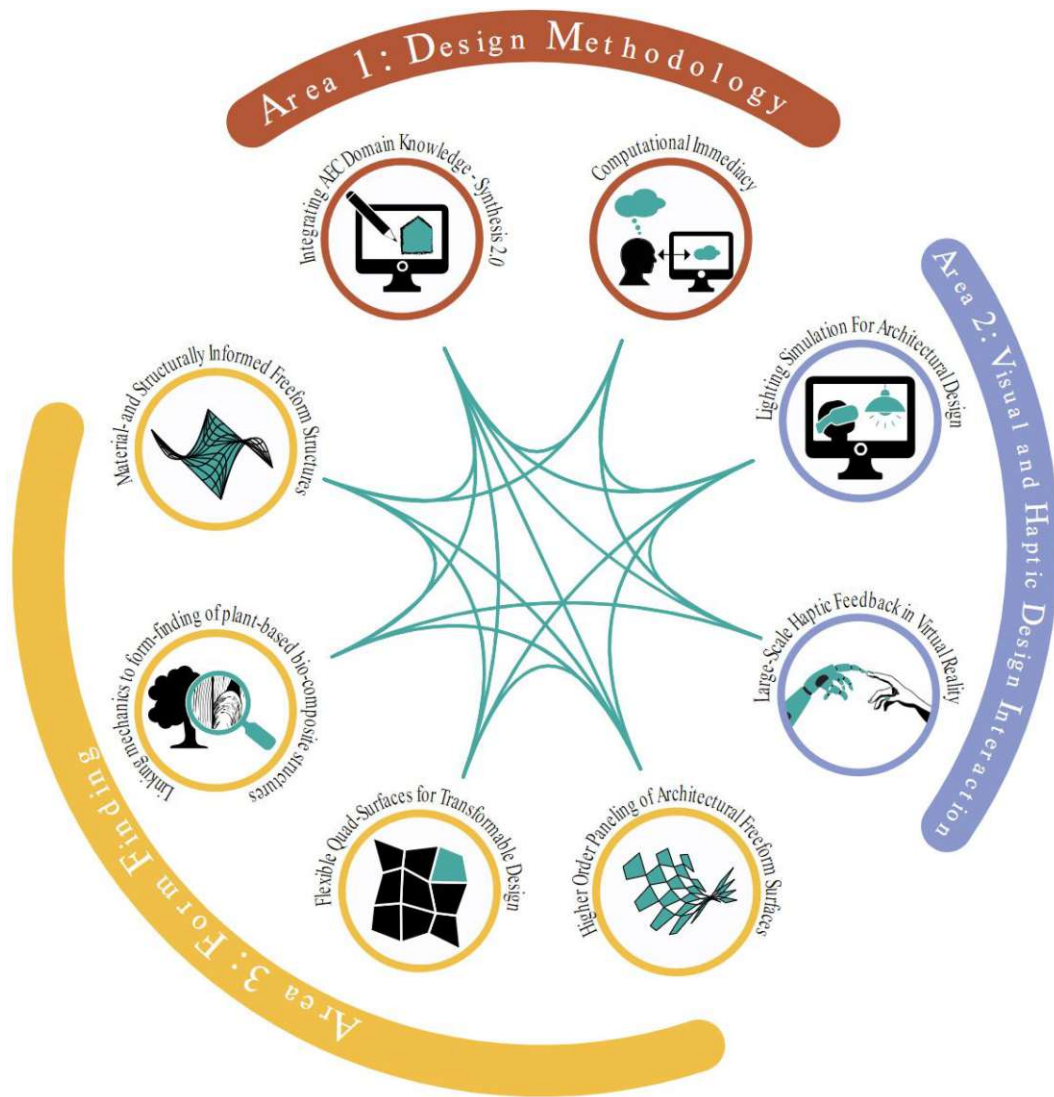 Area 1: Design Methodology
Integrating AEC Domain Knowledge - Synthesis 2.0
Computational Immediacy
Area 2: Visual and Haptic Design Interaction
Lighting Simulation For Architectural Design
Large-Scale Haptic Feedback in Virtual Reality
Area 3: Form Finding
Material- and Structurally Informed Freeform Structures
Linking mechanics to form-finding of plant-based bio-composite structures
Flexible Quad-Surfaces for Transformable Design
Higher Order Paneling of Architectural Freeform Surfaces